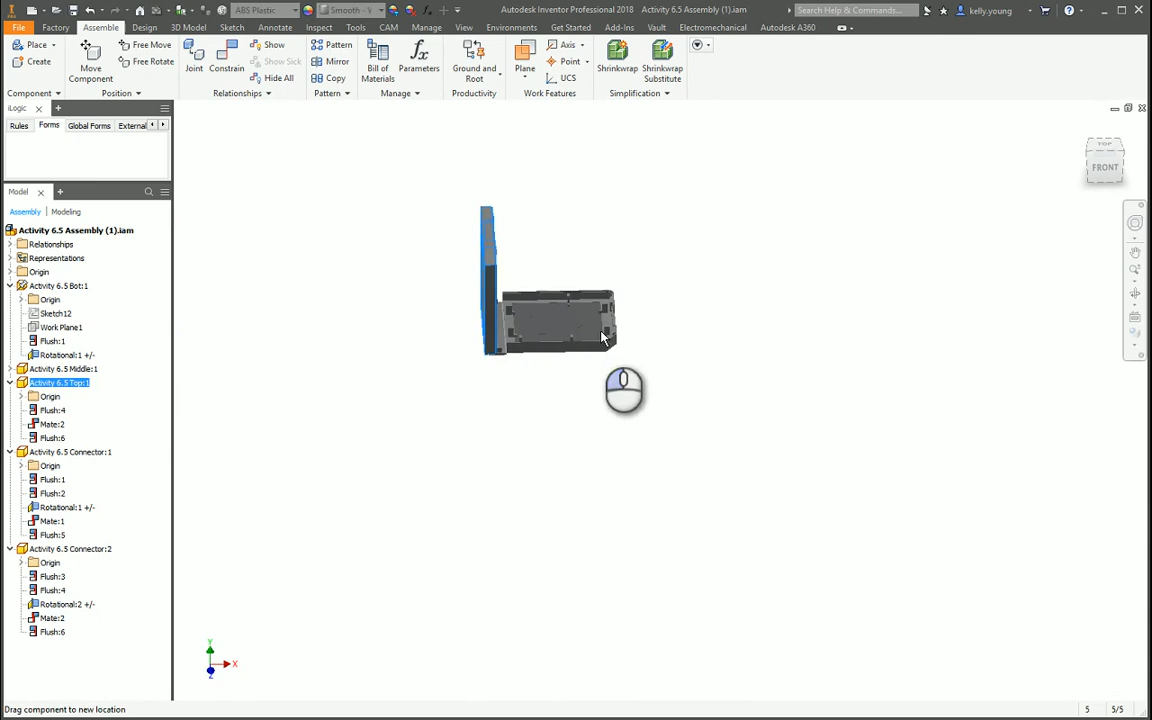 ABS Plastic
Smooth - V
Autodesk Inventor Professional 2018 Activity 6.5 Assembly (1).iam
Search Help & Commands...
kelly.young
File Factory Assemble Design 3D Model Sketch Annotate Inspect Tools CAM Manage View Environments Get Started Add-Ins Vault Electromechanical Autodesk A360
Place
Create
Component
Move Component
Free Move
Free Rotate
Position
Joint
Constrain
Show
Show Sick
Hide All
Relationships
Pattern
Mirror
Copy
Pattern
Bill of Materials
Parameters
Manage
Ground and Root
Productivity
Plane
Axis
Point
UCS
Work Features
Shrinkwrap
Shrinkwrap Substitute
Simplification
iLogic
Rules Forms Global Forms External
Model
Assembly Modeling
Activity 6.5 Assembly (1).iam
Relationships
Representations
Origin
Activity 6.5 Bot:1
Origin
Sketch12
Work Plane1
Flush:1
Rotational:1 +/-
Activity 6.5 Middle:1
Activity 6.5 Top:1
Origin
Flush:4
Mate:2
Flush:6
Activity 6.5 Connector:1
Origin
Flush:1
Flush:2
Rotational:1 +/-
Mate:1
Flush:5
Activity 6.5 Connector:2
Origin
Flush:3
Flush:4
Rotational:2 +/-
Mate:2
Flush:6
TOP
FRONT
Y
X
Z
Drag component to new location
5 5/5